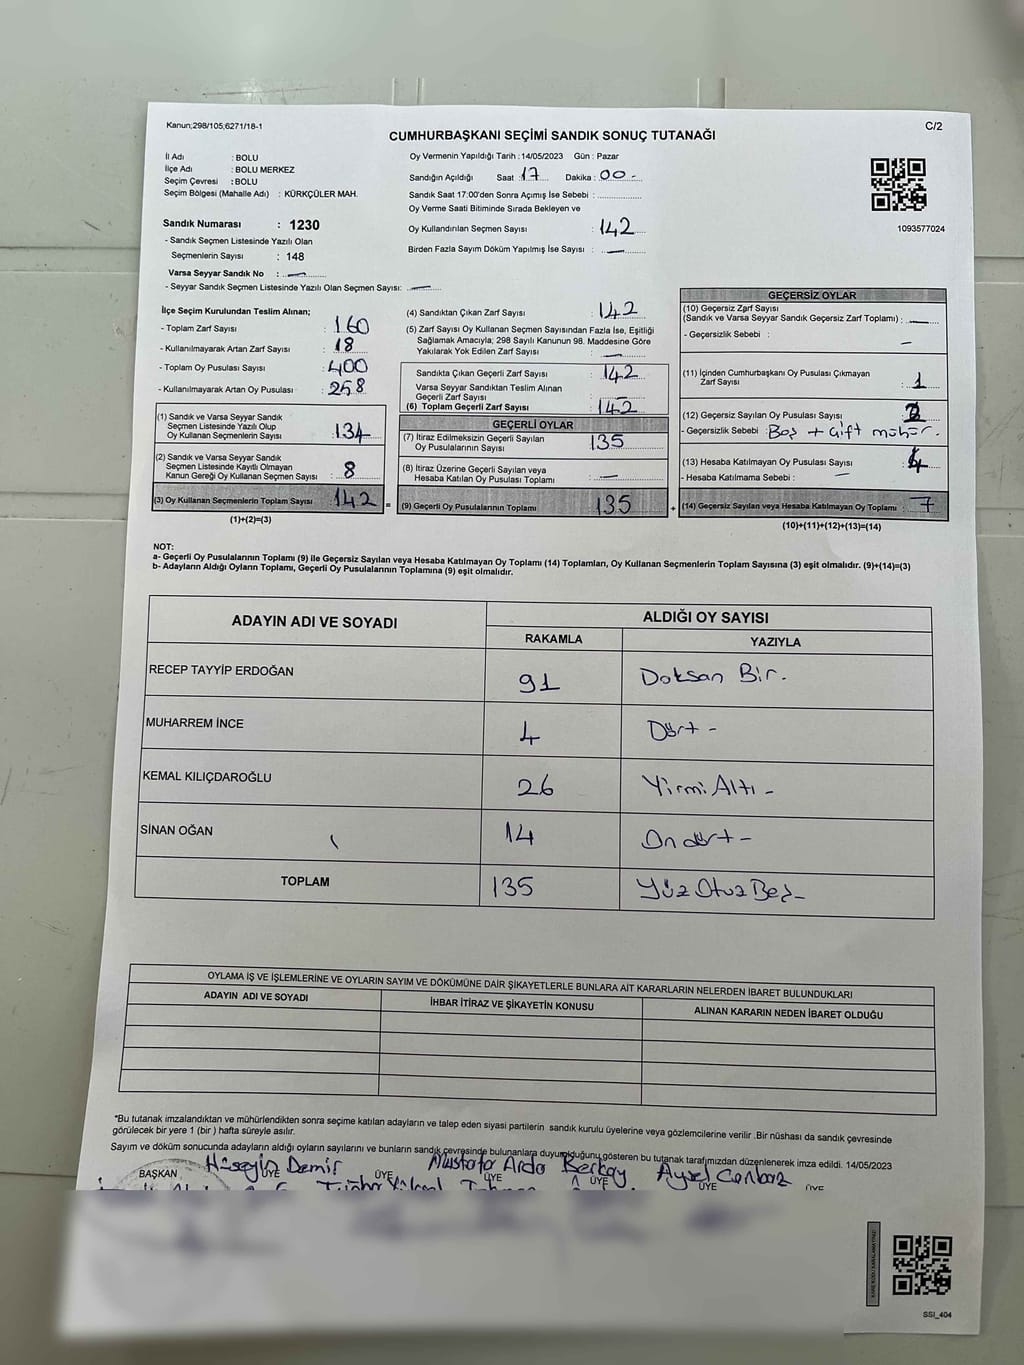 Kanun;298/105;6271/18-1
C/2
CUMHURBAŞKANI SEÇİMİ SANDIK SONUÇ TUTANAĞI
İl Adı : BOLU
İlçe Adı : BOLU MERKEZ
Seçim Çevresi : BOLU
Seçim Bölgesi (Mahalle Adı) : KÜRKÇÜLER MAH.
Sandık Numarası : 1230
- Sandık Seçmen Listesinde Yazılı Olan
Seçmenlerin Sayısı : 148
Varsa Seyyar Sandık No : —
- Seyyar Sandık Seçmen Listesinde Yazılı Olan Seçmen Sayısı: —
Oy Vermenin Yapıldığı Tarih : 14/05/2023 Gün : Pazar
Sandığın Açıldığı Saat : 17 Dakika : 00 -
Sandık Saat 17:00'den Sonra Açımış İse Sebebi :
Oy Verme Saati Bitiminde Sırada Bekleyen ve
Oy Kullandırılan Seçmen Sayısı : 142
Birden Fazla Sayım Döküm Yapılmış İse Sayısı : —
1093577024
İlçe Seçim Kurulundan Teslim Alınan;
- Toplam Zarf Sayısı : 160
- Kullanılmayarak Artan Zarf Sayısı : 18
- Toplam Oy Pusulası Sayısı : 400
- Kullanılmayarak Artan Oy Pusulası : 258
(1) Sandık ve Varsa Seyyar Sandık
Seçmen Listesinde Yazılı Olup
Oy Kullanan Seçmenlerin Sayısı : 134
(2) Sandık ve Varsa Seyyar Sandık
Seçmen Listesinde Kayıtlı Olmayan
Kanun Gereği Oy Kullanan Seçmen Sayısı : 8
(3) Oy Kullanan Seçmenlerin Toplam Sayısı : 142
(1)+(2)=(3)
(4) Sandıktan Çıkan Zarf Sayısı : 142
(5) Zarf Sayısı Oy Kullanan Seçmen Sayısından Fazla İse, Eşitliği
Sağlamak Amacıyla; 298 Sayılı Kanunun 98. Maddesine Göre
Yakılarak Yok Edilen Zarf Sayısı : —
Sandıkta Çıkan Geçerli Zarf Sayısı : 142
Varsa Seyyar Sandıktan Teslim Alınan
Geçerli Zarf Sayısı :
(6) Toplam Geçerli Zarf Sayısı : 142
GEÇERLİ OYLAR
(7) İtiraz Edilmeksizin Geçerli Sayılan
Oy Pusulalarının Sayısı : 135
(8) İtiraz Üzerine Geçerli Sayılan veya
Hesaba Katılan Oy Pusulası Toplamı : —
= (9) Geçerli Oy Pusulalarının Toplamı : 135
GEÇERSİZ OYLAR
(10) Geçersiz Zarf Sayısı
(Sandık ve Varsa Seyyar Sandık Geçersiz Zarf Toplamı) : —
- Geçersizlik Sebebi : —
(11) İçinden Cumhurbaşkanı Oy Pusulası Çıkmayan
Zarf Sayısı : 1
(12) Geçersiz Sayılan Oy Pusulası Sayısı :
- Geçersizlik Sebebi : Boş + Çift mühür.
(13) Hesaba Katılmayan Oy Pusulası Sayısı :
- Hesaba Katılmama Sebebi : —
+ (14) Geçersiz Sayılan veya Hesaba Katılmayan Oy Toplamı : 7
(10)+(11)+(12)+(13)=(14)
NOT:
a- Geçerli Oy Pusulalarının Toplamı (9) ile Geçersiz Sayılan veya Hesaba Katılmayan Oy Toplamı (14) Toplamları, Oy Kullanan Seçmenlerin Toplam Sayısına (3) eşit olmalıdır. (9)+(14)=(3)
b- Adayların Aldığı Oyların Toplamı, Geçerli Oy Pusulalarının Toplamına (9) eşit olmalıdır.
ADAYIN ADI VE SOYADI ALDIĞI OY SAYISI
RAKAMLA YAZIYLA
RECEP TAYYİP ERDOĞAN 91 Doksan Bir.
MUHARREM İNCE 4 Dört -
KEMAL KILIÇDAROĞLU 26 Yirmi Altı -
SİNAN OĞAN 14 On dört -
TOPLAM 135 Yüz Otuz Beş -
OYLAMA İŞ VE İŞLEMLERİNE VE OYLARIN SAYIM VE DÖKÜMÜNE DAİR ŞİKAYETLERLE BUNLARA AİT KARARLARIN NELERDEN İBARET BULUNDUKLARI
ADAYIN ADI VE SOYADI İHBAR İTİRAZ VE ŞİKAYETİN KONUSU ALINAN KARARIN NEDEN İBARET OLDUĞU
*Bu tutanak imzalandıktan ve mühürlendikten sonra seçime katılan adayların ve talep eden siyasi partilerin sandık kurulu üyelerine veya gözlemcilerine verilir .Bir nüshası da sandık çevresinde
görülecek bir yere 1 (bir ) hafta süreyle asılır.
Sayım ve döküm sonucunda adayların aldığı oyların sayılarını ve bunların sandık çevresinde bulunanlara duyurulduğunu gösteren bu tutanak tarafımızdan düzenlenerek imza edildi. 14/05/2023
Hüseyin Demir Mustafa Arda Berkay Aysel Canbaz
BAŞKAN ÜYE ÜYE ÜYE ÜYE ÜYE ÜYE
SSI_404